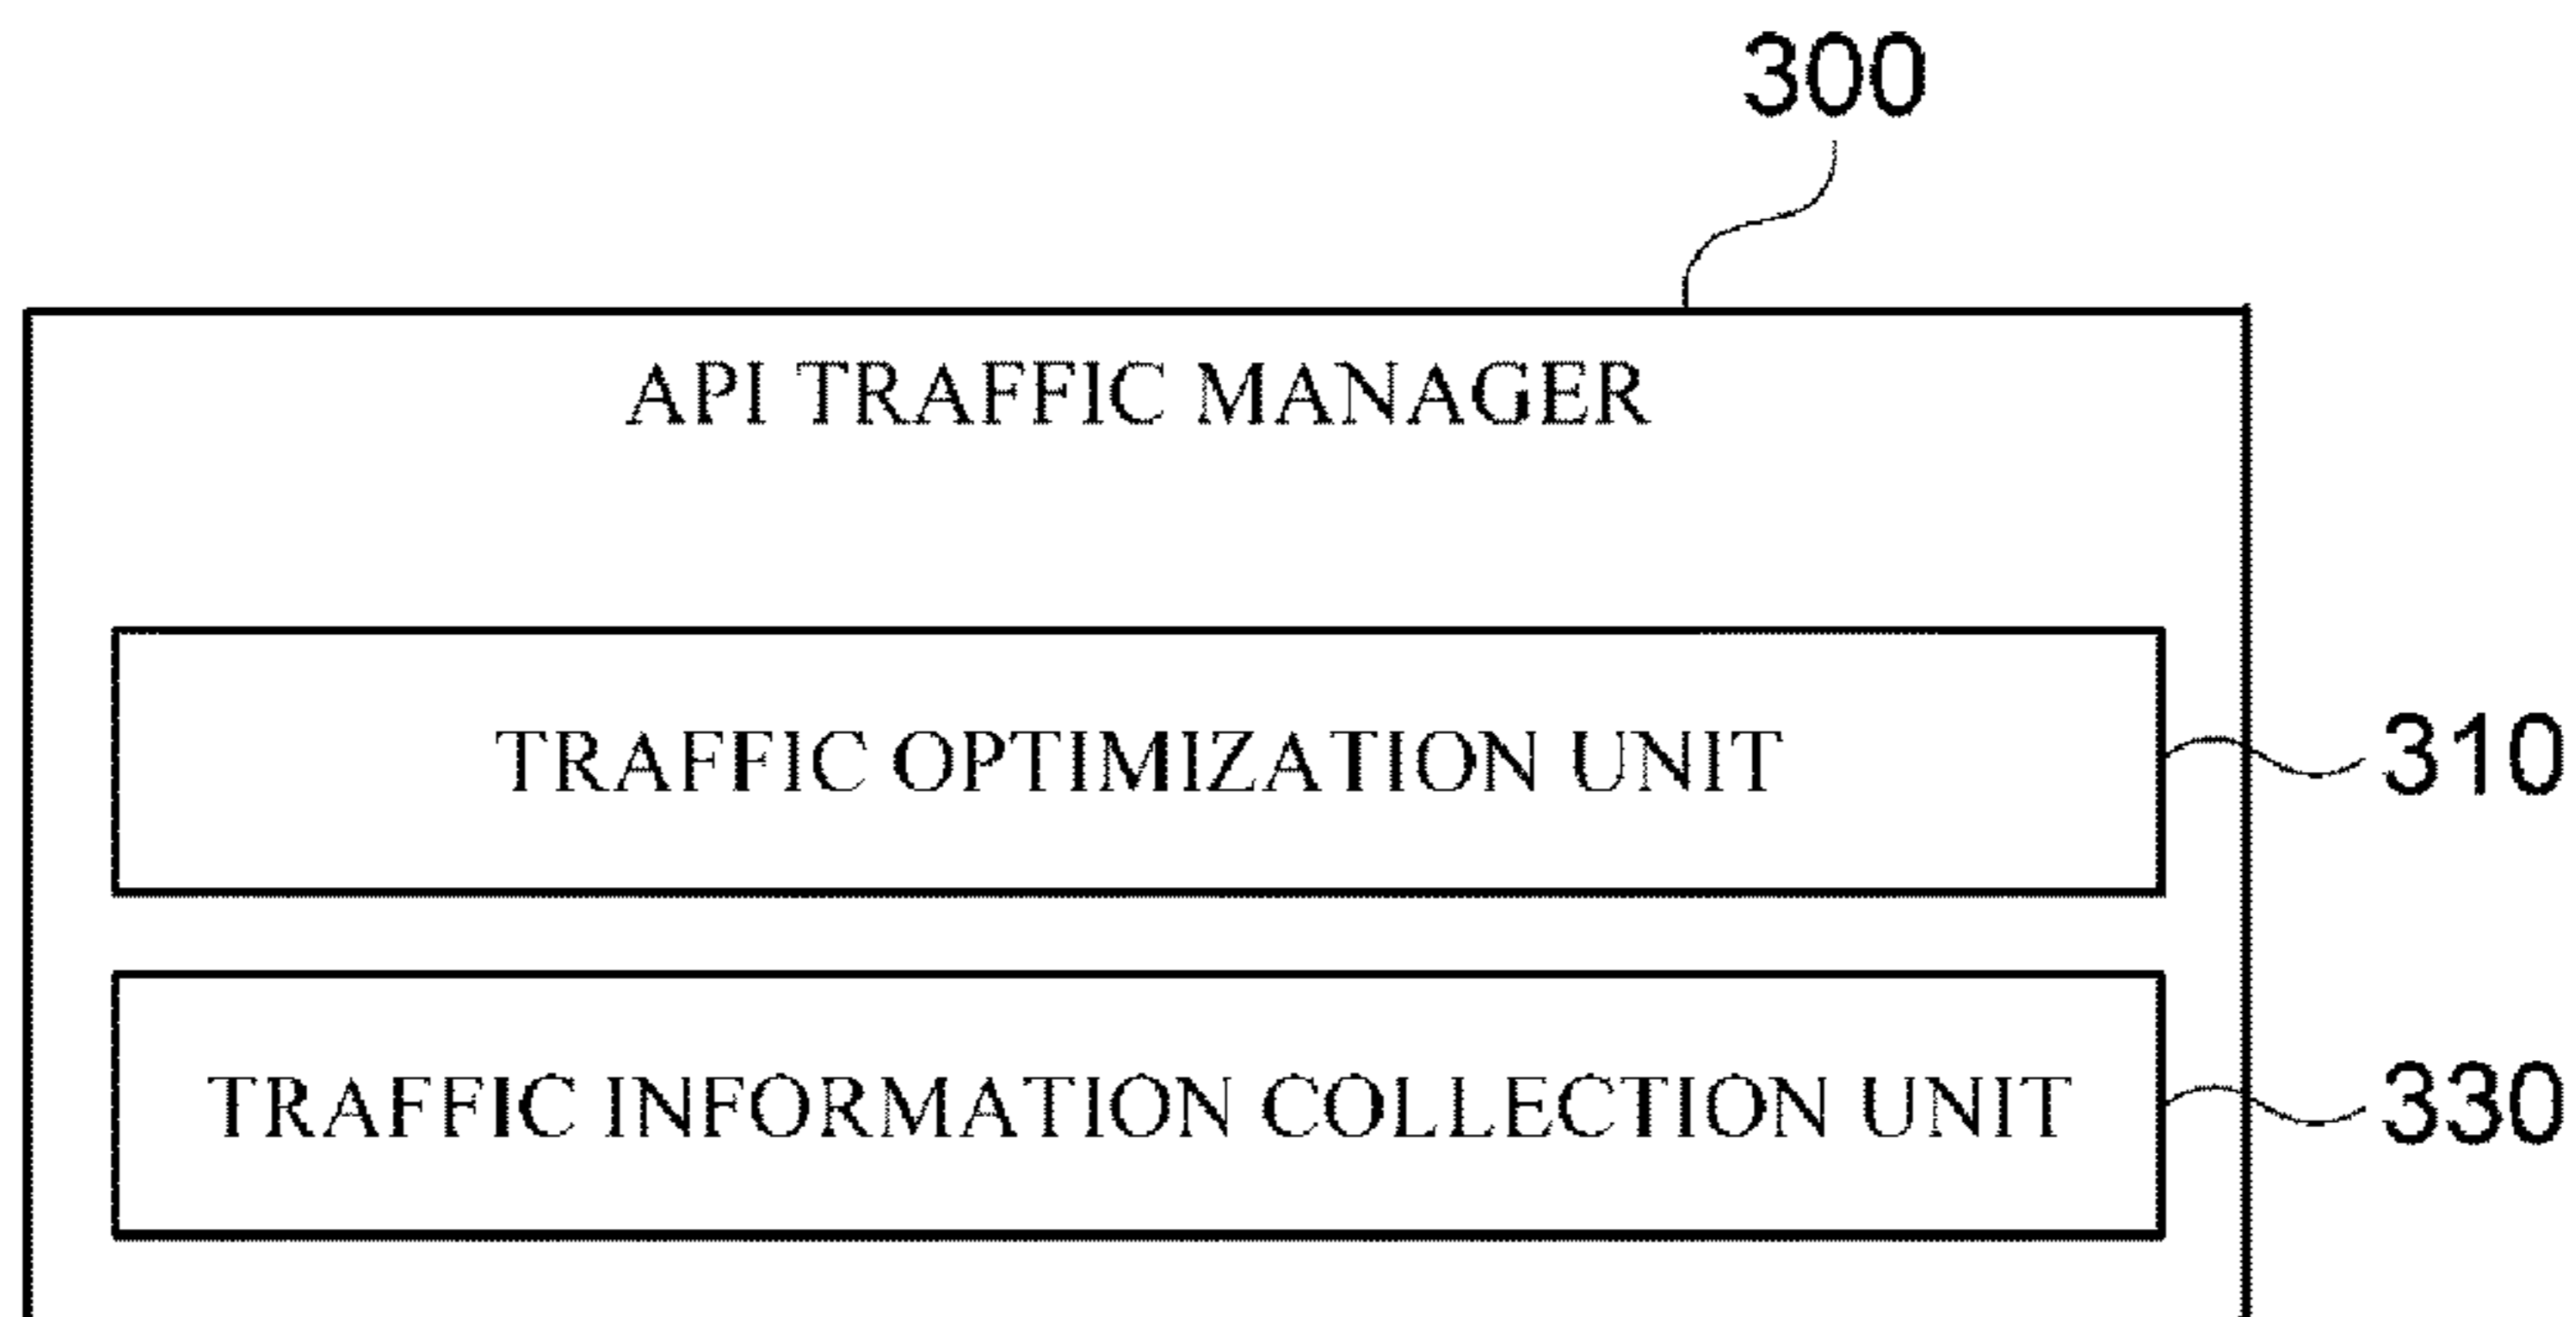 300
API TRAFFIC MANAGER
TRAFFIC OPTIMIZATION UNIT
310
TRAFFIC INFORMATION COLLECTION UNIT
330